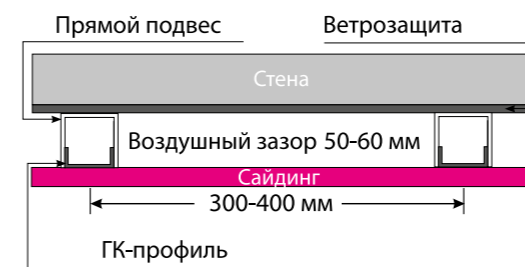 Прямой подвес
Ветрозащита
Стена
Воздушный зазор 50-60 мм
Сайдинг
300-400 мм
ГК-профиль